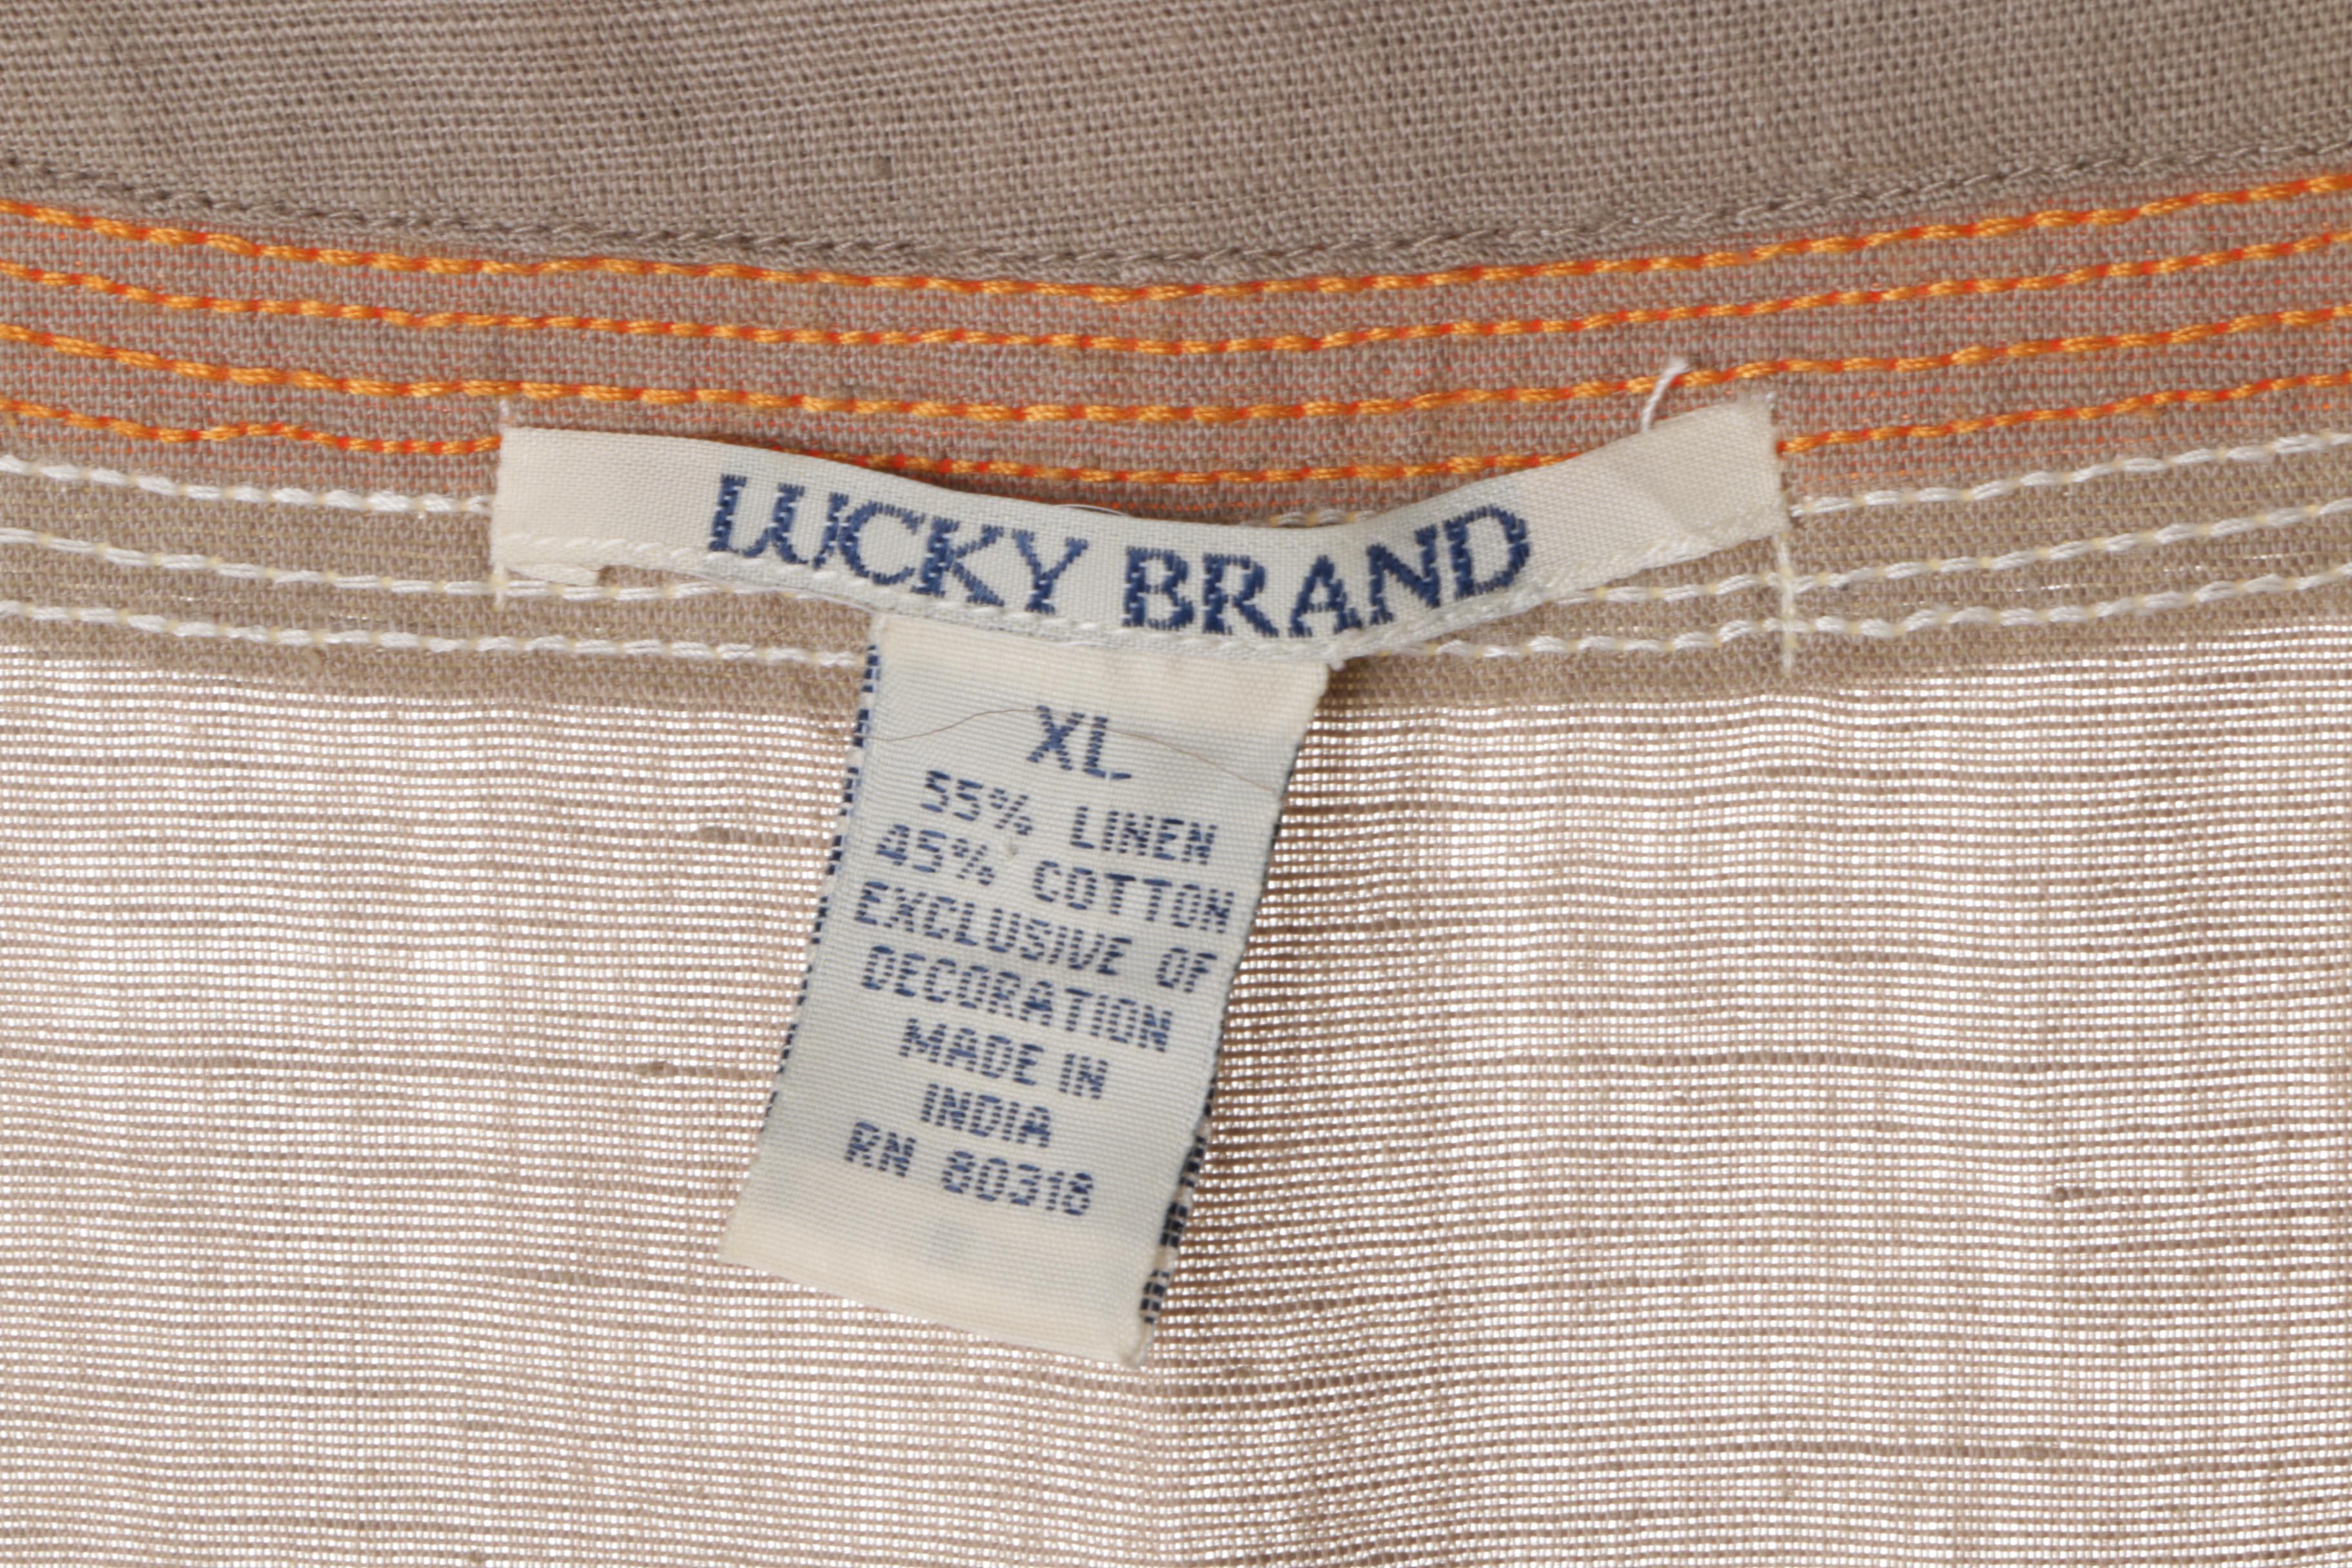 LUCKY BRAND
XL
55% LINEN
45% COTTON
EXCLUSIVE OF
DECORATION
MADE IN
INDIA
RN 80318